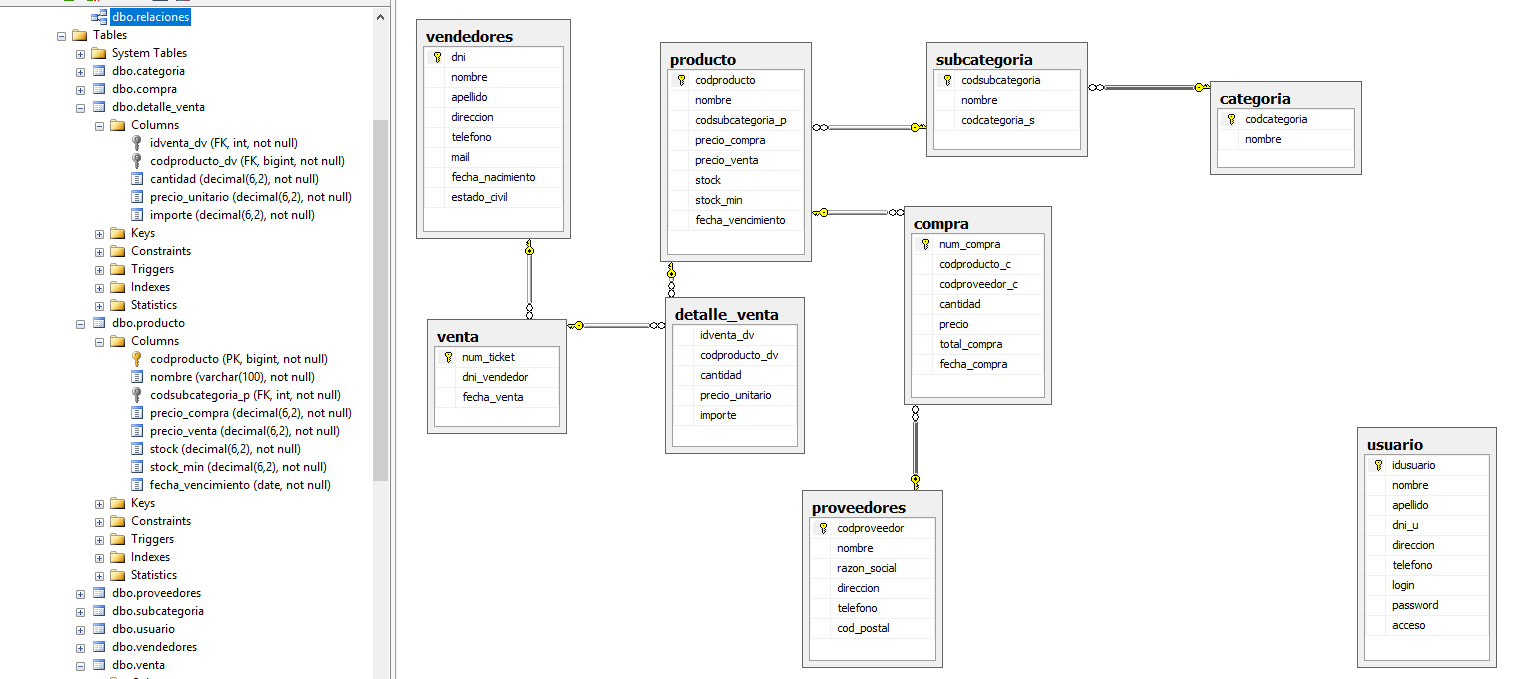 dbo.relaciones
Tables
System Tables
dbo.categoria
dbo.compra
dbo.detalle_venta
Columns
idventa_dv (FK, int, not null)
codproducto_dv (FK, bigint, not null)
cantidad (decimal(6,2), not null)
precio_unitario (decimal(6,2), not null)
importe (decimal(6,2), not null)
Keys
Constraints
Triggers
Indexes
Statistics
dbo.producto
Columns
codproducto (PK, bigint, not null)
nombre (varchar(100), not null)
codsubcategoria_p (FK, int, not null)
precio_compra (decimal(6,2), not null)
precio_venta (decimal(6,2), not null)
stock (decimal(6,2), not null)
stock_min (decimal(6,2), not null)
fecha_vencimiento (date, not null)
Keys
Constraints
Triggers
Indexes
Statistics
dbo.proveedores
dbo.subcategoria
dbo.usuario
dbo.vendedores
dbo.venta
vendedores
dni
nombre
apellido
direccion
telefono
mail
fecha_nacimiento
estado_civil
producto
codproducto
nombre
codsubcategoria_p
precio_compra
precio_venta
stock
stock_min
fecha_vencimiento
subcategoria
codsubcategoria
nombre
codcategoria_s
categoria
codcategoria
nombre
compra
num_compra
codproducto_c
codproveedor_c
cantidad
precio
total_compra
fecha_compra
venta
num_ticket
dni_vendedor
fecha_venta
detalle_venta
idventa_dv
codproducto_dv
cantidad
precio_unitario
importe
proveedores
codproveedor
nombre
razon_social
direccion
telefono
cod_postal
usuario
idusuario
nombre
apellido
dni_u
direccion
telefono
login
password
acceso